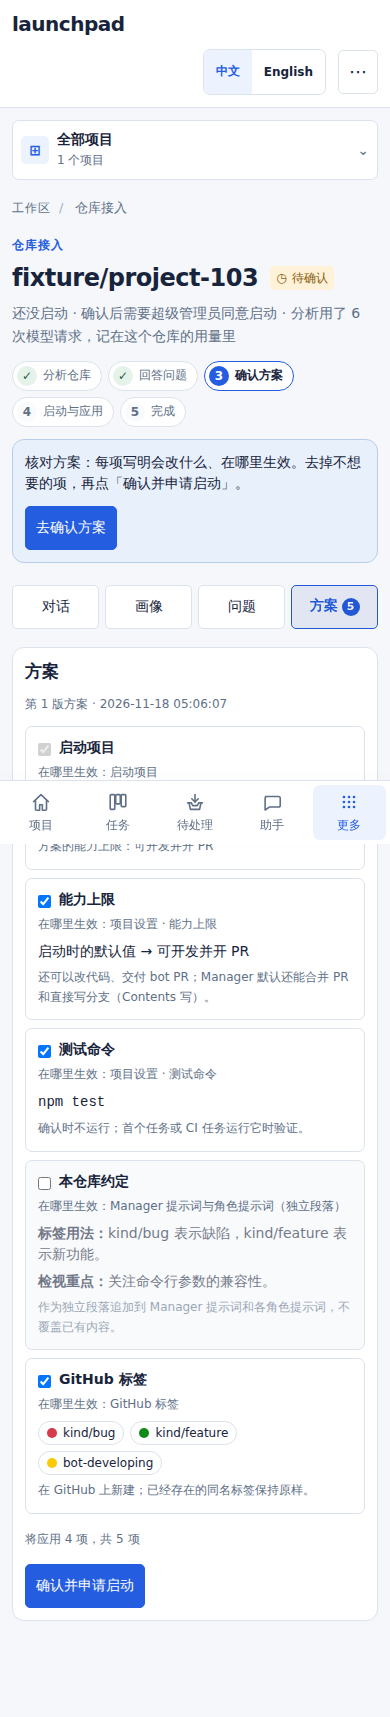 launchpad
中文 English ⋯
全部项目
1 个项目
工作区 / 仓库接入
仓库接入
fixture/project-103 待确认
还没启动 · 确认后需要超级管理员同意启动 · 分析用了 6
次模型请求，记在这个仓库的用量里
✓ 分析仓库 ✓ 回答问题 3 确认方案
4 启动与应用 5 完成
核对方案：每项写明会改什么、在哪里生效。去掉不想
要的项，再点「确认并申请启动」。
去确认方案
对话 画像 问题 方案 5
方案
第 1 版方案 · 2026-11-18 05:06:07
启动项目
在哪里生效：启动项目
项目 任务 待处理 助手 更多
方案的能力上限：可开发并开 PR
能力上限
在哪里生效：项目设置 · 能力上限
启动时的默认值 → 可开发并开 PR
还可以改代码、交付 bot PR；Manager 默认还能合并 PR
和直接写分支（Contents 写）。
测试命令
在哪里生效：项目设置 · 测试命令
npm test
确认时不运行；首个任务或 CI 任务运行它时验证。
本仓库约定
在哪里生效：Manager 提示词与角色提示词（独立段落）
标签用法：kind/bug 表示缺陷，kind/feature 表
示新功能。
检视重点：关注命令行参数的兼容性。
作为独立段落追加到 Manager 提示词和各角色提示词，不
覆盖已有内容。
GitHub 标签
在哪里生效：GitHub 标签
kind/bug kind/feature
bot-developing
在 GitHub 上新建；已经存在的同名标签保持原样。
将应用 4 项，共 5 项
确认并申请启动